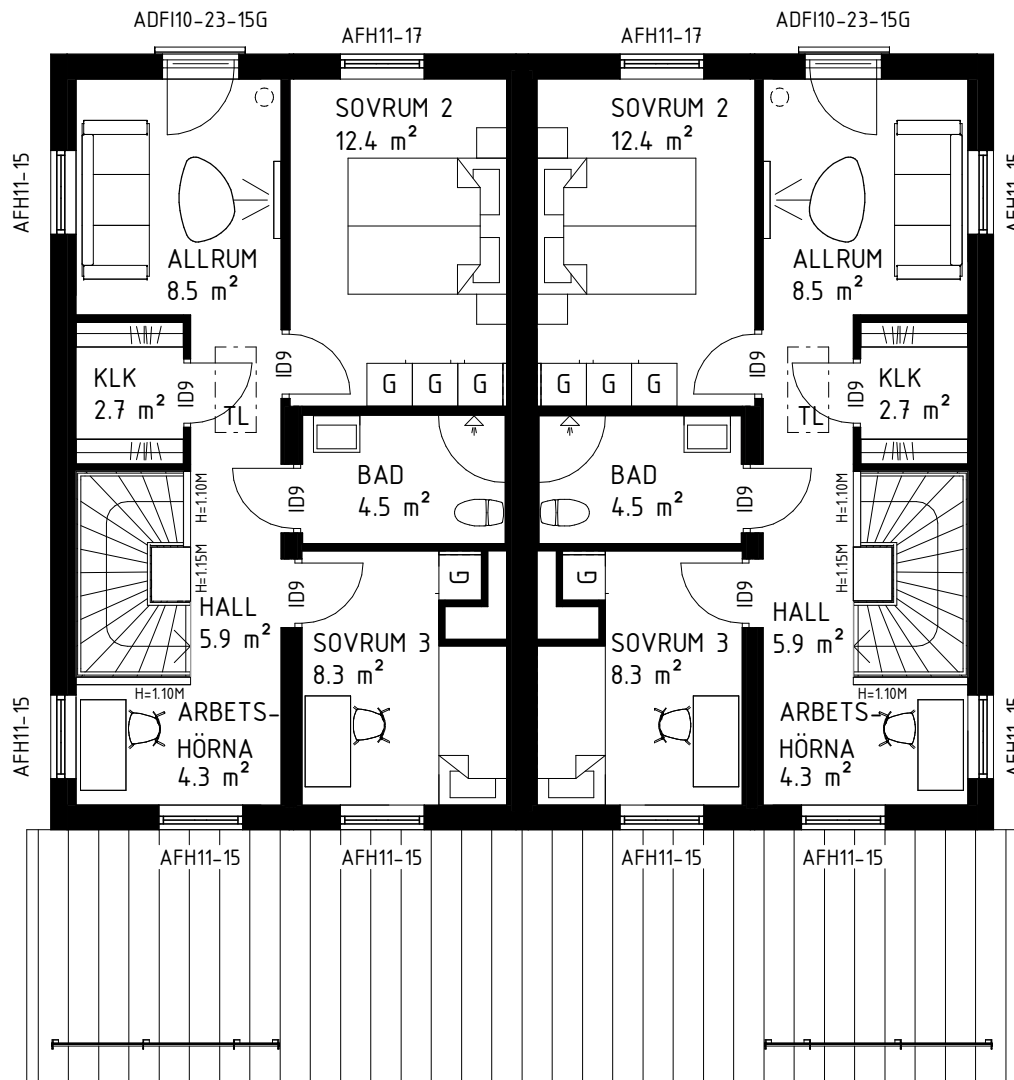 ADFI10-23-15G
AFH11-17
AFH11-17
ADFI10-23-15G
SOVRUM 2
12.4 m²
SOVRUM 2
12.4 m²
AFH11-15
AFH11-15
ALLRUM
8.5 m²
ALLRUM
8.5 m²
KLK
2.7 m²
ID9
TL
ID9
G
G
G
G
G
G
ID9
TL
ID9
KLK
2.7 m²
BAD
4.5 m²
BAD
4.5 m²
ID9
ID9
H=1.10M
H=1.15M
H=1.10M
H=1.15M
HALL
5.9 m²
ID9
G
G
ID9
HALL
5.9 m²
SOVRUM 3
8.3 m²
SOVRUM 3
8.3 m²
H=1.10M
H=1.10M
AFH11-15
ARBETS-
HÖRNA
4.3 m²
ARBETS-
HÖRNA
4.3 m²
AFH11-15
AFH11-15
AFH11-15
AFH11-15
AFH11-15